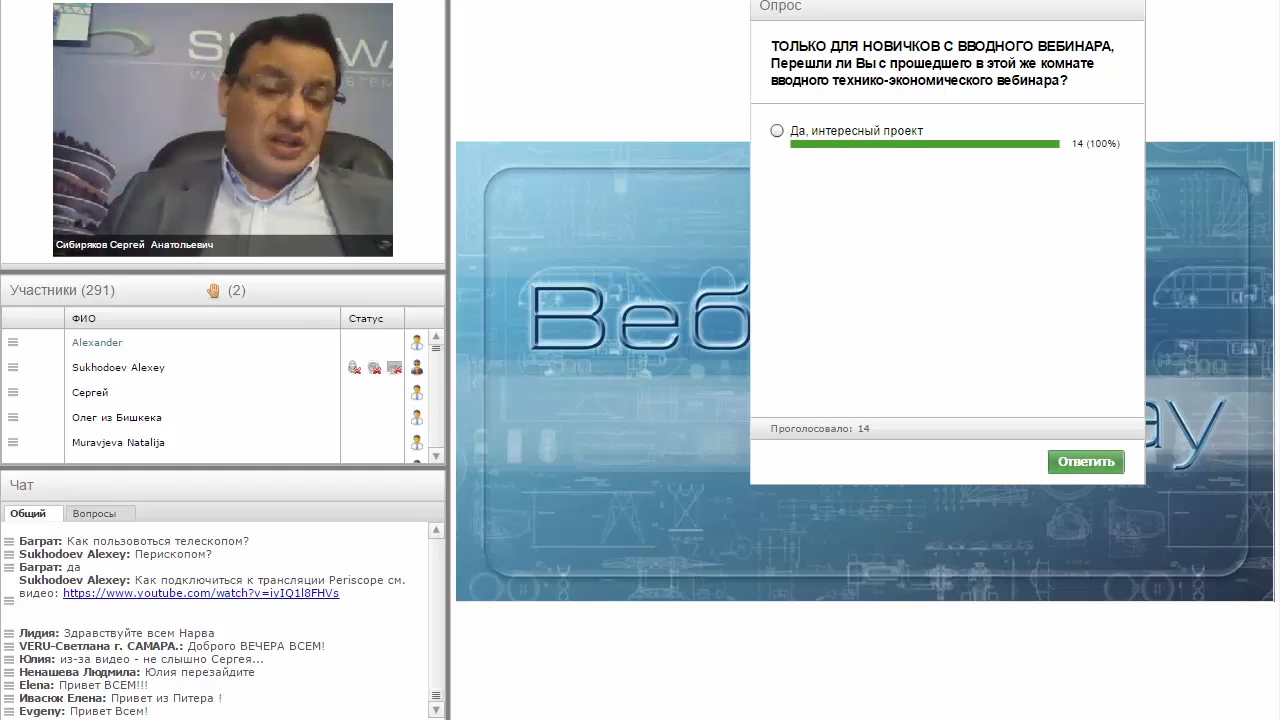 Сибиряков Сергей Анатольевич
Участники (291)
(2)
ФИО
Статус
Alexander
Sukhodoev Alexey
Сергей
Олег из Бишкека
Muravjeva Natalija
Чат
Общий
Вопросы
Баграт: Как пользовоться телескопом?
Sukhodoev Alexey: Перископом?
Баграт: да
Sukhodoev Alexey: Как подключиться к трансляции Periscope см.
видео: https://www.youtube.com/watch?v=iyIQ1l8FHVs
Лидия: Здравствуйте всем Нарва
VERU-Светлана г. САМАРА.: Доброго ВЕЧЕРА ВСЕМ!
Юлия: из-за видео - не слышно Сергея...
Ненашева Людмила: Юлия перезайдите
Elena: Привет ВСЕМ!!!
Ивасюк Елена: Привет из Питера !
Evgeny: Привет Всем!
Опрос
ТОЛЬКО ДЛЯ НОВИЧКОВ С ВВОДНОГО ВЕБИНАРА,
Перешли ли Вы с прошедшего в этой же комнате
вводного технико-экономического вебинара?
Да, интересный проект
14 (100%)
Проголосовало: 14
Ответить
Веб
ay